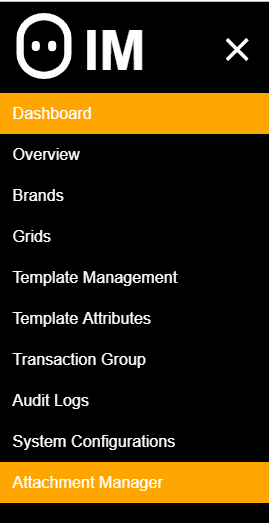 IM
Dashboard
Overview
Brands
Grids
Template Management
Template Attributes
Transaction Group
Audit Logs
System Configurations
Attachment Manager